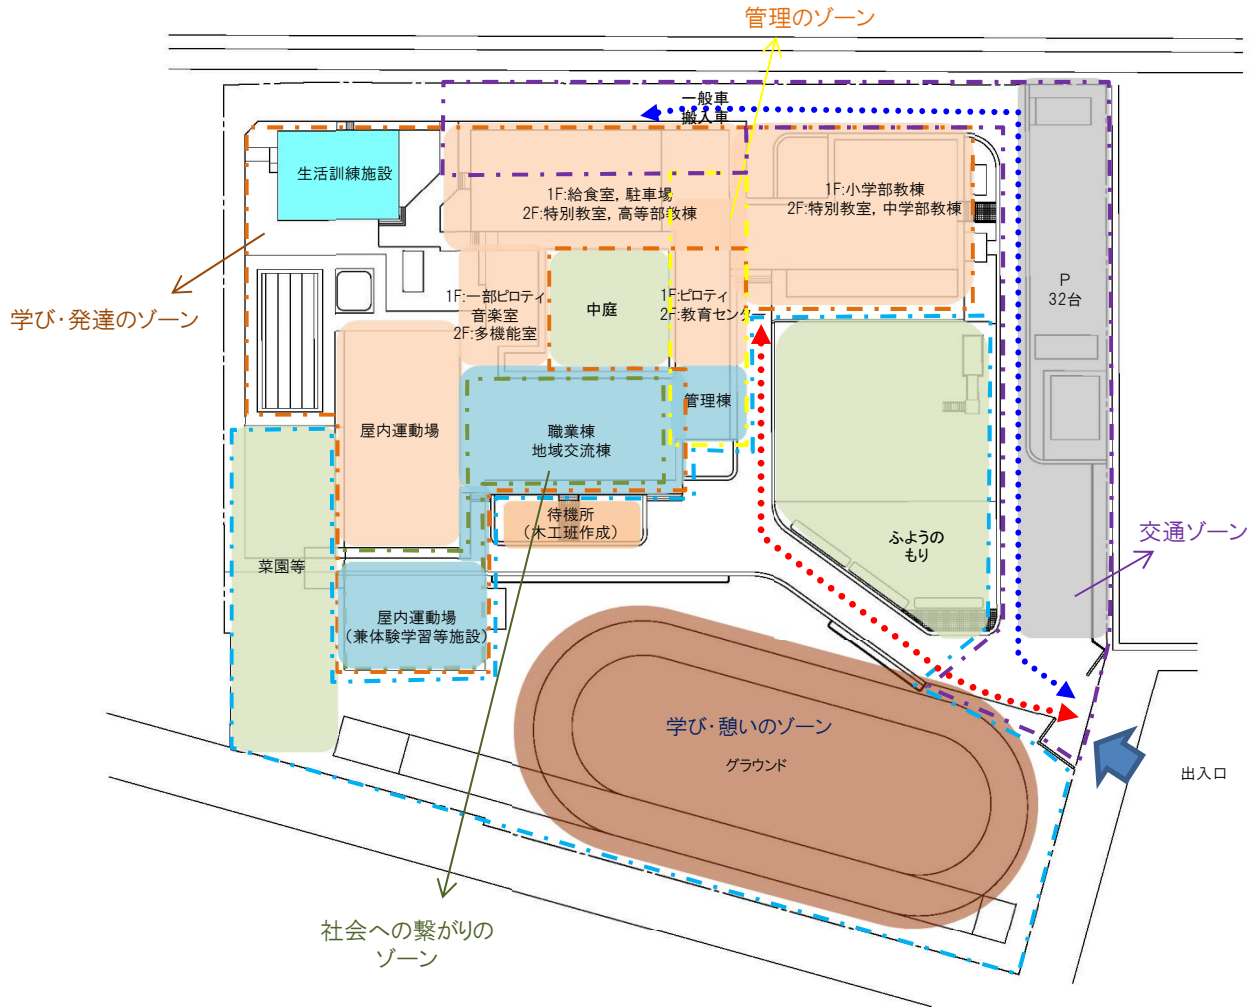 管理のゾーン
一般車
搬入車
生活訓練施設
1F:給食室, 駐車場
2F:特別教室, 高等部教棟
1F:小学部教棟
2F:特別教室, 中学部教棟
P
32台
学び・発達のゾーン
1F:一部ピロティ
音楽室
2F:多機能室
中庭
1F:ピロティ
2F:教育センター
管理棟
屋内運動場
職業棟
地域交流棟
待機所
(木工班作成)
ふようの
もり
交通ゾーン
菜園等
屋内運動場
(兼体験学習等施設)
学び・憩いのゾーン
グラウンド
出入口
社会への繋がりの
ゾーン